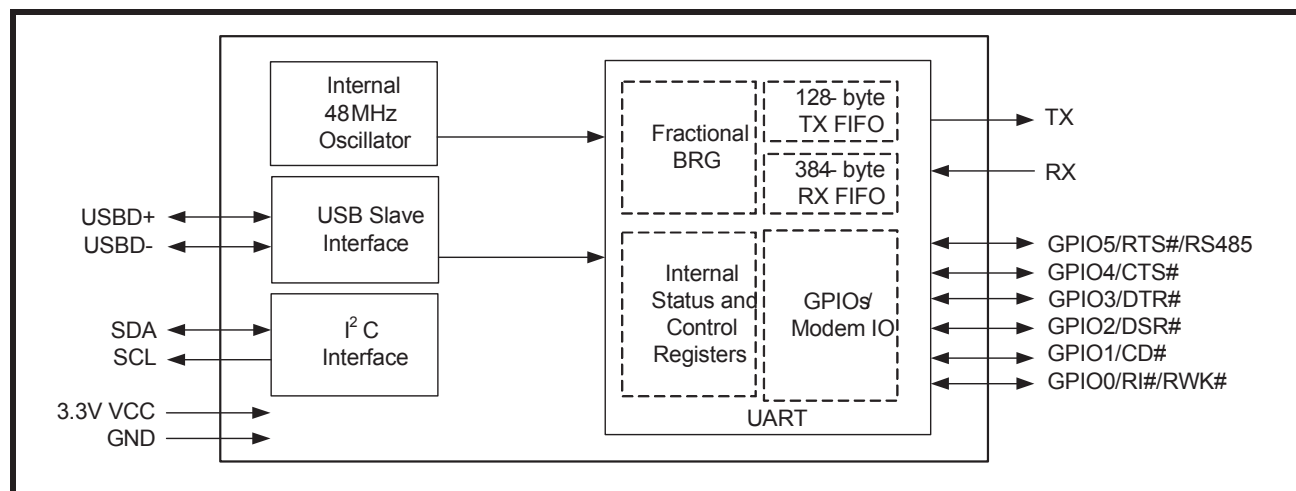 Internal
48MHz
Oscillator
USB Slave
Interface
I² C
Interface
USBD+
USBD-
SDA
SCL
3.3V VCC
GND
Fractional
BRG
128- byte
TX FIFO
384- byte
RX FIFO
Internal
Status and
Control
Registers
GPIOs/
Modem IO
UART
TX
RX
GPIO5/RTS#/RS485
GPIO4/CTS#
GPIO3/DTR#
GPIO2/DSR#
GPIO1/CD#
GPIO0/RI#/RWK#